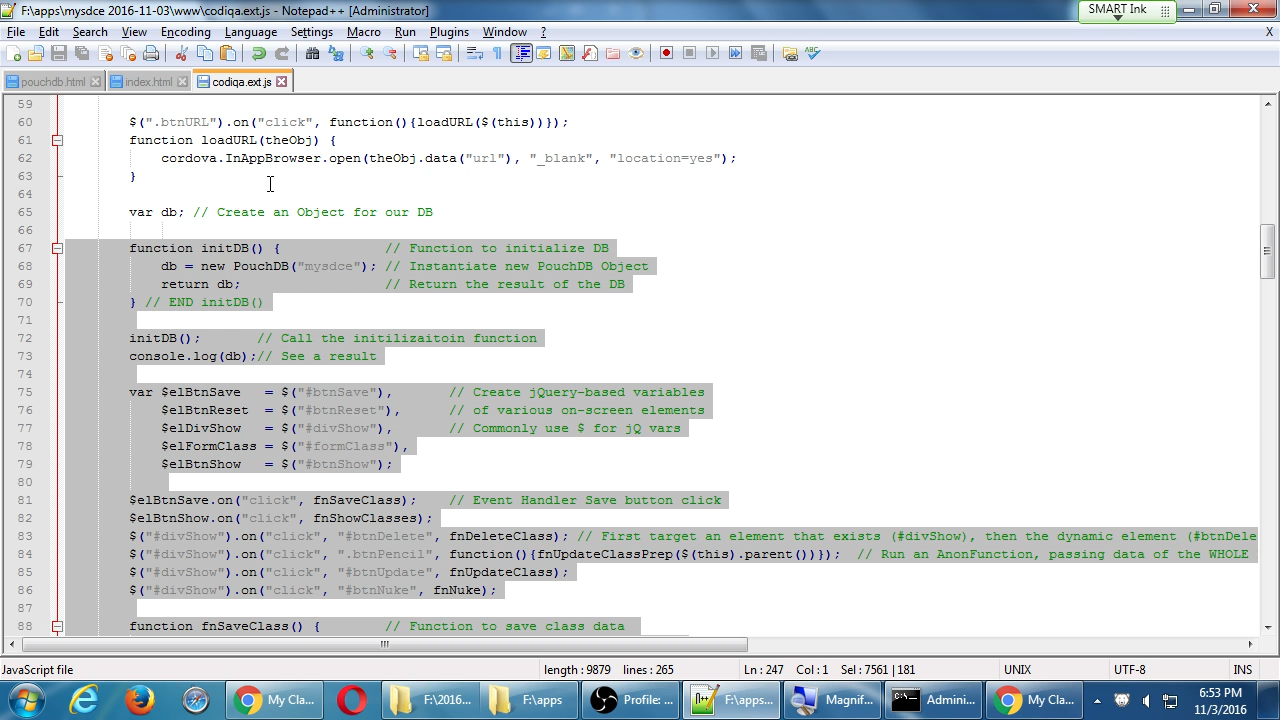 F:\apps\mysdce 2016-11-03\www\codiqa.ext.js - Notepad++ [Administrator]
SMART Ink
File Edit Search View Encoding Language Settings Macro Run Plugins Window ? X
pouchdb.html index.html codiqa.ext.js
59
60 $(".btnURL").on("click", function(){loadURL($(this))});
61 function loadURL(theObj) {
62 cordova.InAppBrowser.open(theObj.data("url"), "_blank", "location=yes");
63 }
64
65 var db; // Create an Object for our DB
66
67 function initDB() { // Function to initialize DB
68 db = new PouchDB("mysdce"); // Instantiate new PouchDB Object
69 return db; // Return the result of the DB
70 } // END initDB()
71
72 initDB(); // Call the initilizaitoin function
73 console.log(db);// See a result
74
75 var $elBtnSave = $("#btnSave"), // Create jQuery-based variables
76 $elBtnReset = $("#btnReset"), // of various on-screen elements
77 $elDivShow = $("#divShow"), // Commonly use $ for jQ vars
78 $elFormClass = $("#formClass"),
79 $elBtnShow = $("#btnShow");
80
81 $elBtnSave.on("click", fnSaveClass); // Event Handler Save button click
82 $elBtnShow.on("click", fnShowClasses);
83 $("#divShow").on("click", "#btnDelete", fnDeleteClass); // First target an element that exists (#divShow), then the dynamic element (#btnDele
84 $("#divShow").on("click", ".btnPencil", function(){fnUpdateClassPrep($(this).parent())}); // Run an AnonFunction, passing data of the WHOLE
85 $("#divShow").on("click", "#btnUpdate", fnUpdateClass);
86 $("#divShow").on("click", "#btnNuke", fnNuke);
87
88 function fnSaveClass() { // Function to save class data
JavaScript file length : 9879 lines : 265 Ln : 247 Col : 1 Sel : 7561 | 181 UNIX UTF-8 INS
My Cla... F:\2016... F:\apps Profile: ... F:\apps... Magnif... Admini... My Cla... 6:53 PM
11/3/2016